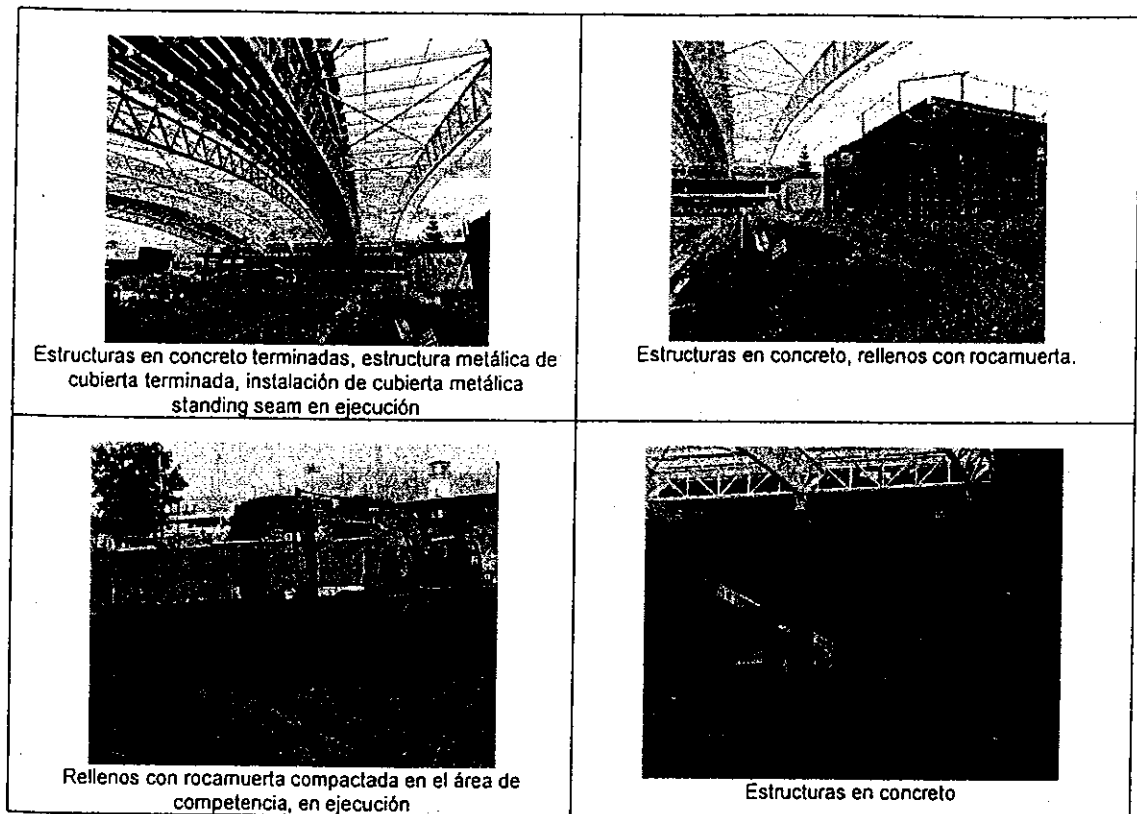 Estructuras en concreto terminadas, estructura metálica de
cubierta terminada, instalación de cubierta metálica
standing seam en ejecución
Estructuras en concreto, rellenos con rocamuerta.
Rellenos con rocamuerta compactada en el área de
competencia, en ejecución
Estructuras en concreto